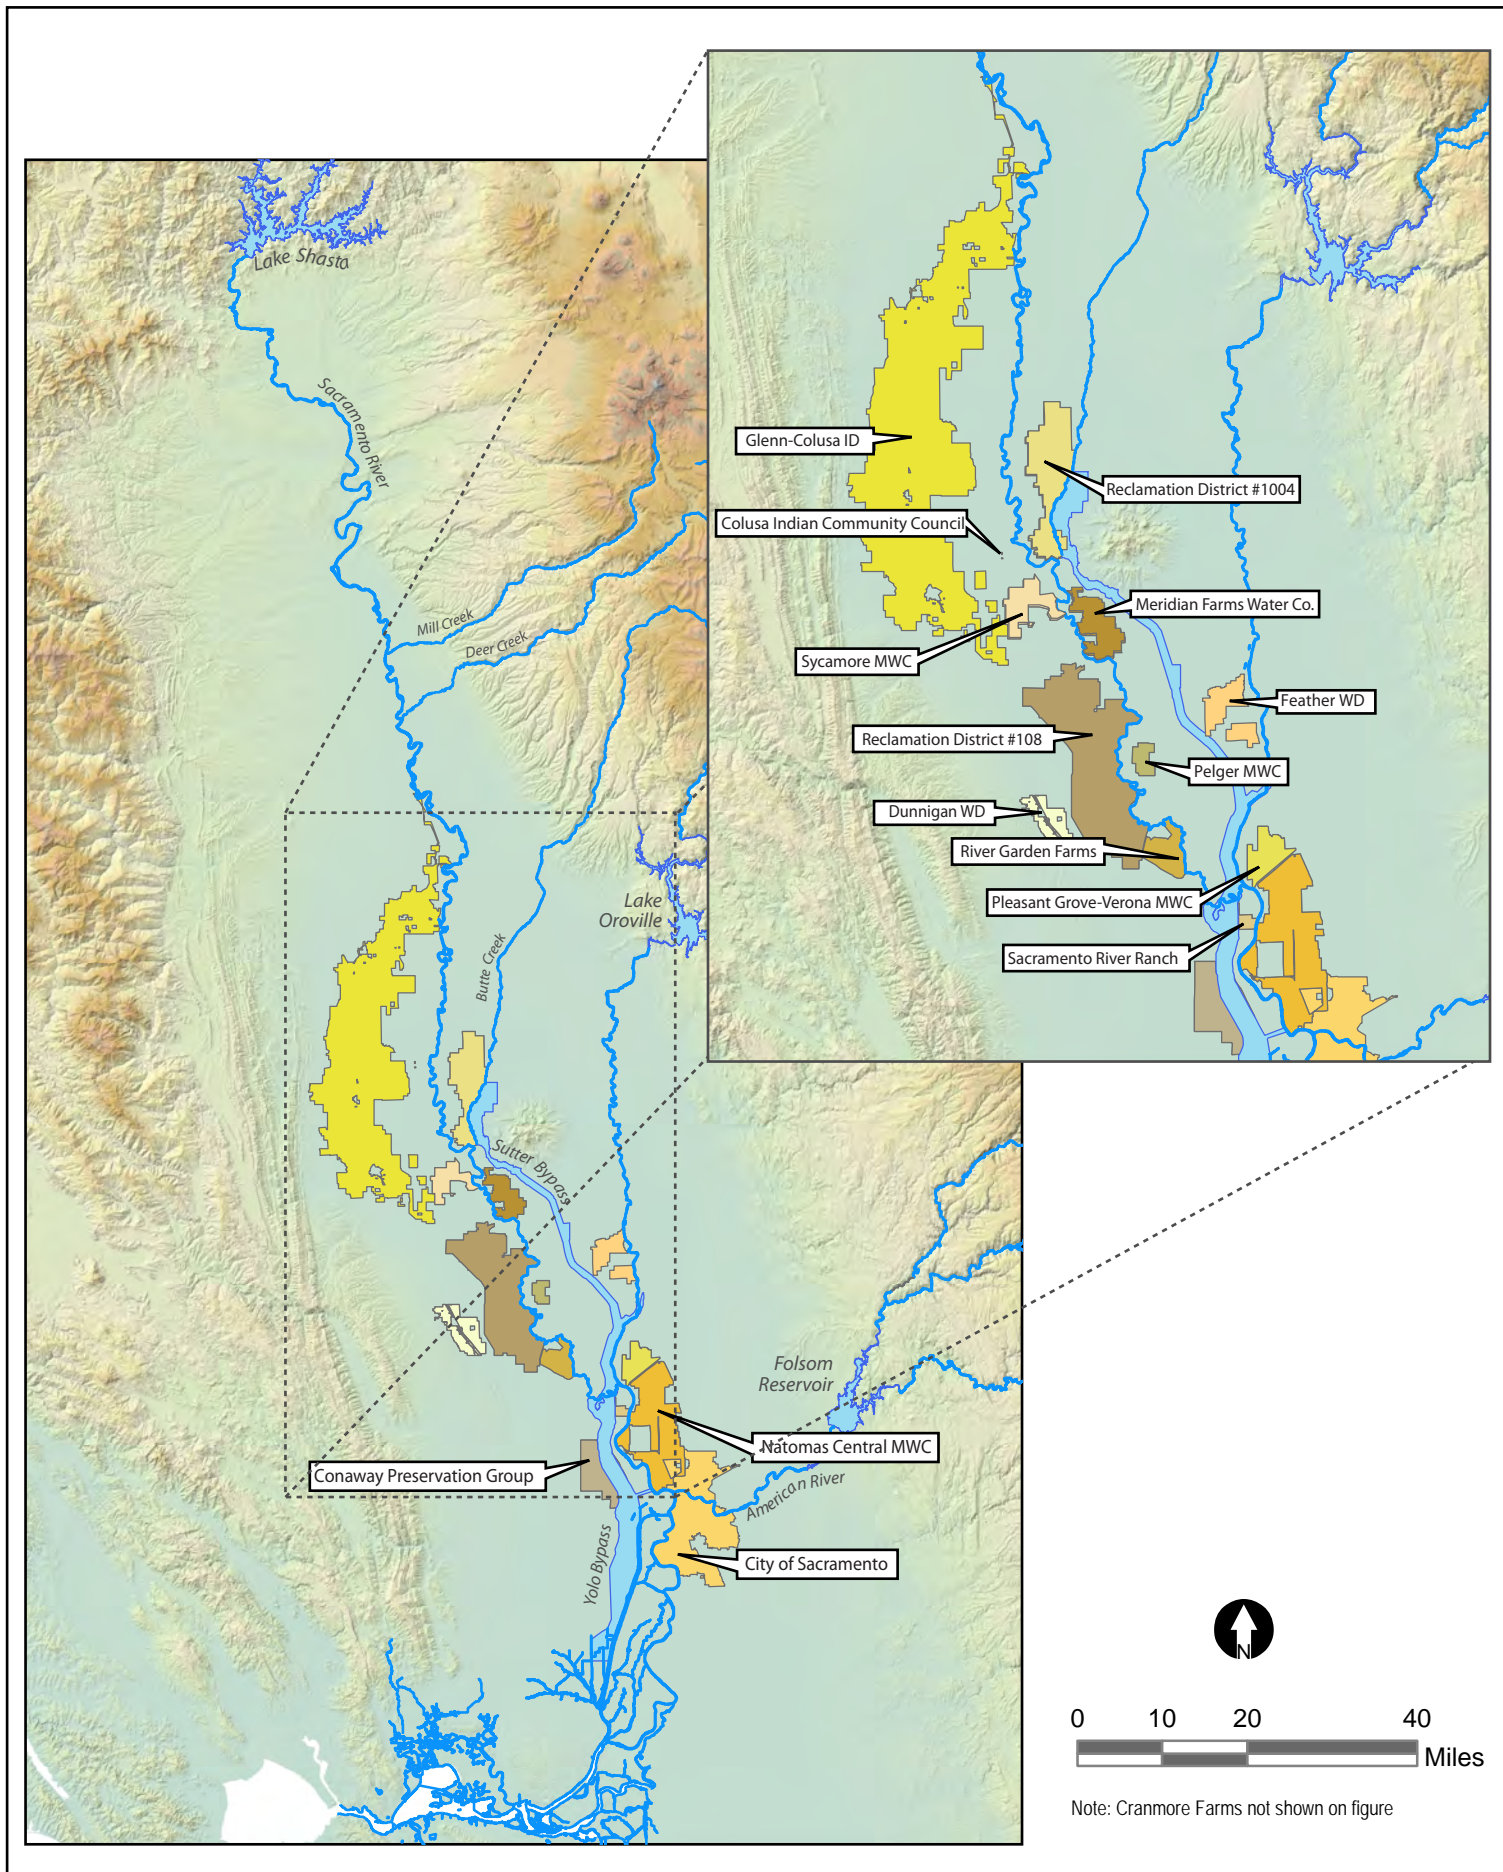 Lake Shasta
Sacramento River
Mill Creek
Deer Creek
Lake
Oroville
Butte Creek
Sutter Bypass
Folsom
Reservoir
Natomas Central MWC
Conaway Preservation Group
American River
City of Sacramento
Yolo Bypass
Glenn-Colusa ID
Reclamation District #1004
Colusa Indian Community Council
Meridian Farms Water Co.
Sycamore MWC
Feather WD
Reclamation District #108
Pelger MWC
Dunnigan WD
River Garden Farms
Pleasant Grove-Verona MWC
Sacramento River Ranch
N
0 10 20 40
Miles
Note: Cranmore Farms not shown on figure